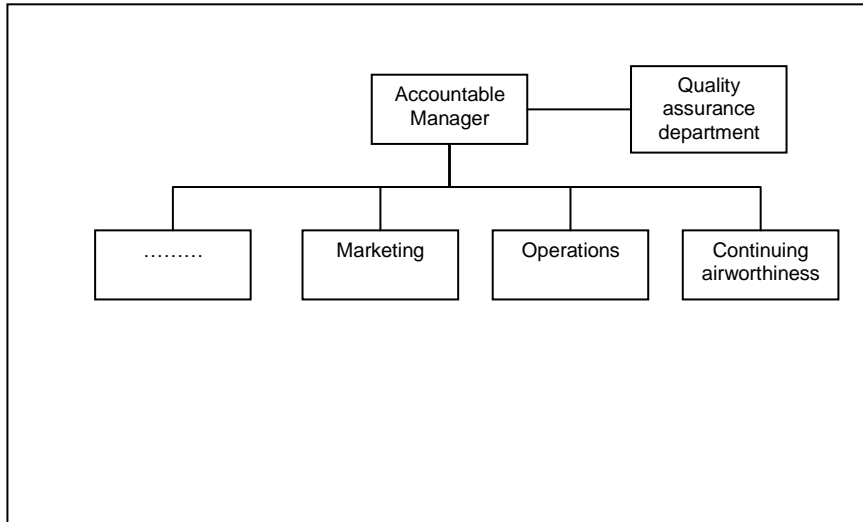 Accountable
Manager
Quality
assurance
department
………
Marketing
Operations
Continuing
airworthiness